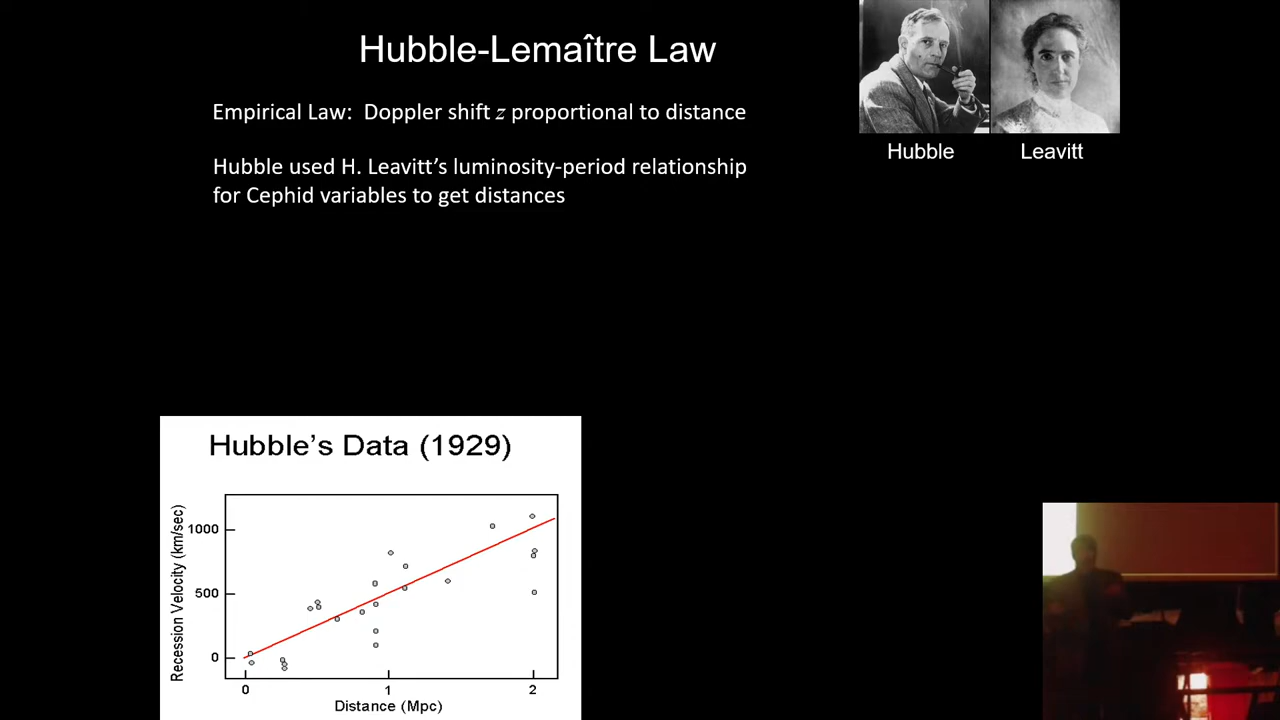 Hubble-Lemaître Law
Empirical Law: Doppler shift z proportional to distance
Hubble used H. Leavitt’s luminosity-period relationship
for Cephid variables to get distances
Hubble
Leavitt
Hubble’s Data (1929)
Recession Velocity (km/sec)
1000
500
0
0
1
2
Distance (Mpc)